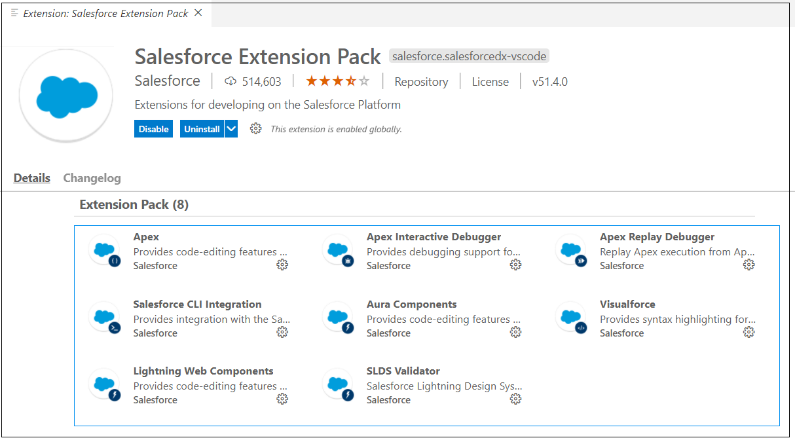 Extension: Salesforce Extension Pack
Salesforce Extension Pack salesforce.salesforcedx-vscode
Salesforce 514,603 Repository License v51.4.0
Extensions for developing on the Salesforce Platform
Disable Uninstall This extension is enabled globally.
Details Changelog
Extension Pack (8)
Apex
Provides code-editing features ...
Salesforce
Apex Interactive Debugger
Provides debugging support fo...
Salesforce
Apex Replay Debugger
Replay Apex execution from Ap...
Salesforce
Salesforce CLI Integration
Provides integration with the Sa...
Salesforce
Aura Components
Provides code-editing features ...
Salesforce
Visualforce
Provides syntax highlighting for...
Salesforce
Lightning Web Components
Provides code-editing features ...
Salesforce
SLDS Validator
Salesforce Lightning Design Sys...
Salesforce